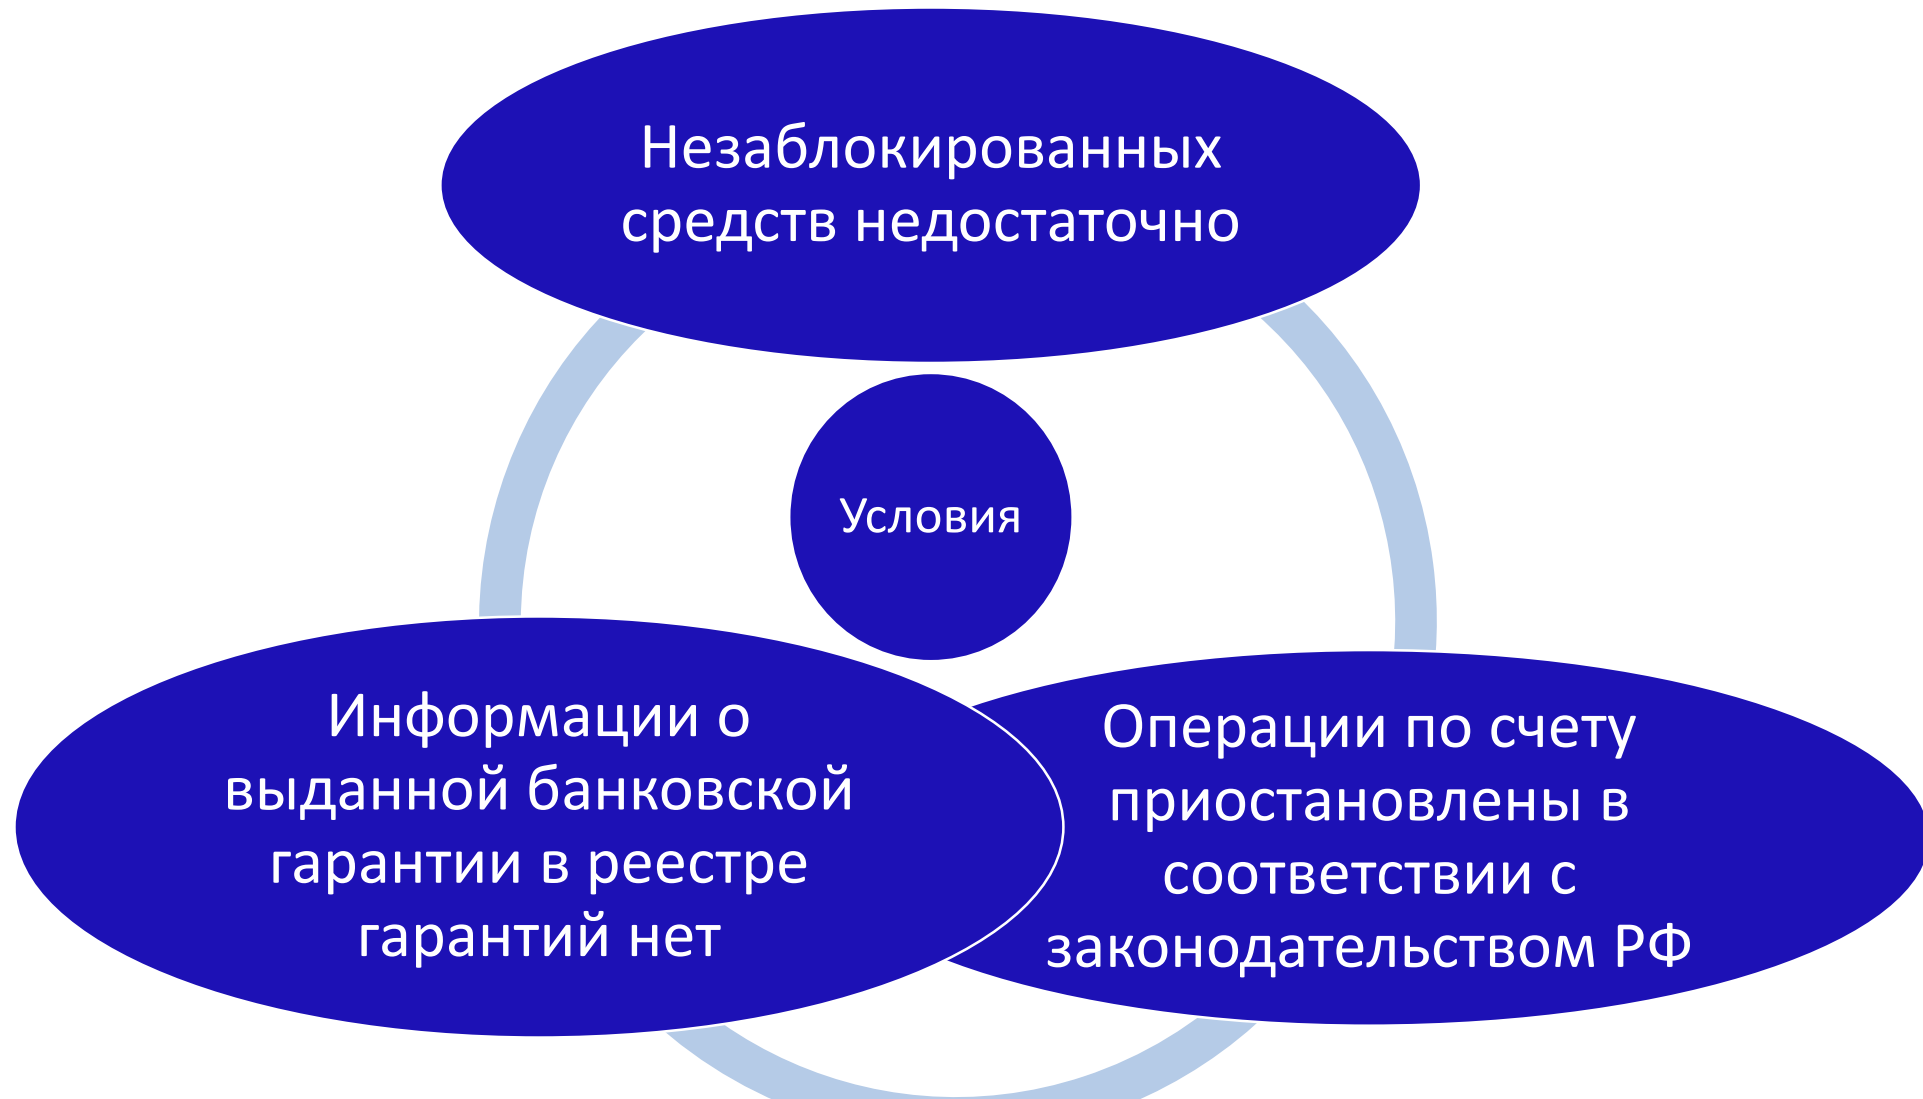 Незаблокированных
средств недостаточно
Условия
Информации о
выданной банковской
гарантии в реестре
гарантий нет
Операции по счету
приостановлены в
соответствии с
законодательством РФ